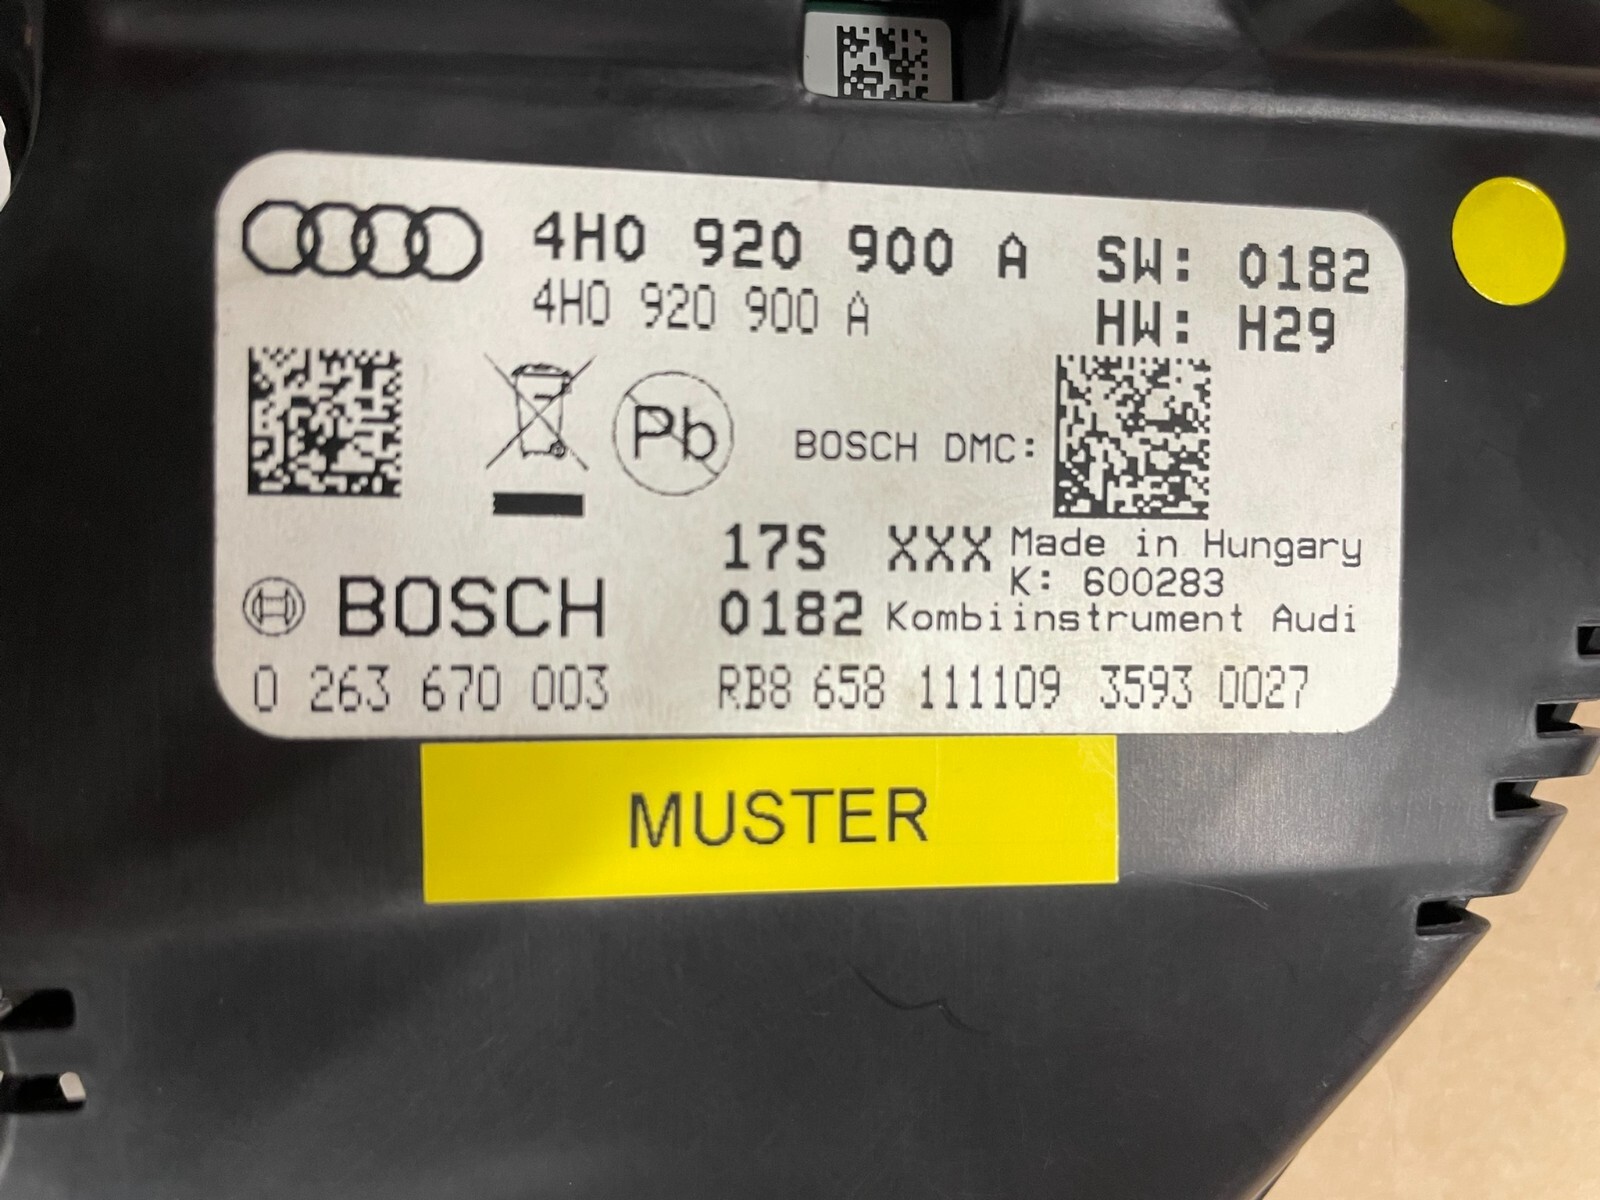 4H0 920 900 A SW: 0182
4H0 920 900 A HW: H29
Pb BOSCH DMC:
17S XXX Made in Hungary
K: 600283
BOSCH 0182 Kombiinstrument Audi
0 263 670 003 RB8 658 111109 3593 0027
MUSTER